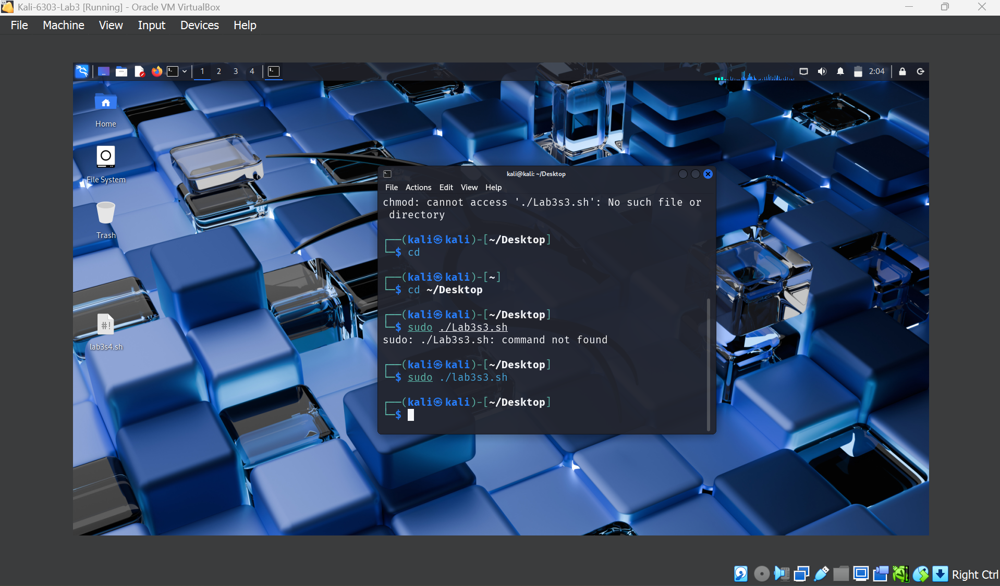 Kali-6303-Lab3 [Running] - Oracle VM VirtualBox
File Machine View Input Devices Help
1 2 3 4
2:04
Home
File System
Trash
lab3s4.sh
kali@kali: ~/Desktop
File Actions Edit View Help
chmod: cannot access './Lab3s3.sh': No such file or
directory
┌──(kali㉿kali)-[~/Desktop]
└─$ cd
┌──(kali㉿kali)-[~]
└─$ cd ~/Desktop
┌──(kali㉿kali)-[~/Desktop]
└─$ sudo ./Lab3s3.sh
sudo: ./Lab3s3.sh: command not found
┌──(kali㉿kali)-[~/Desktop]
└─$ sudo ./lab3s3.sh
┌──(kali㉿kali)-[~/Desktop]
└─$
Right Ctrl